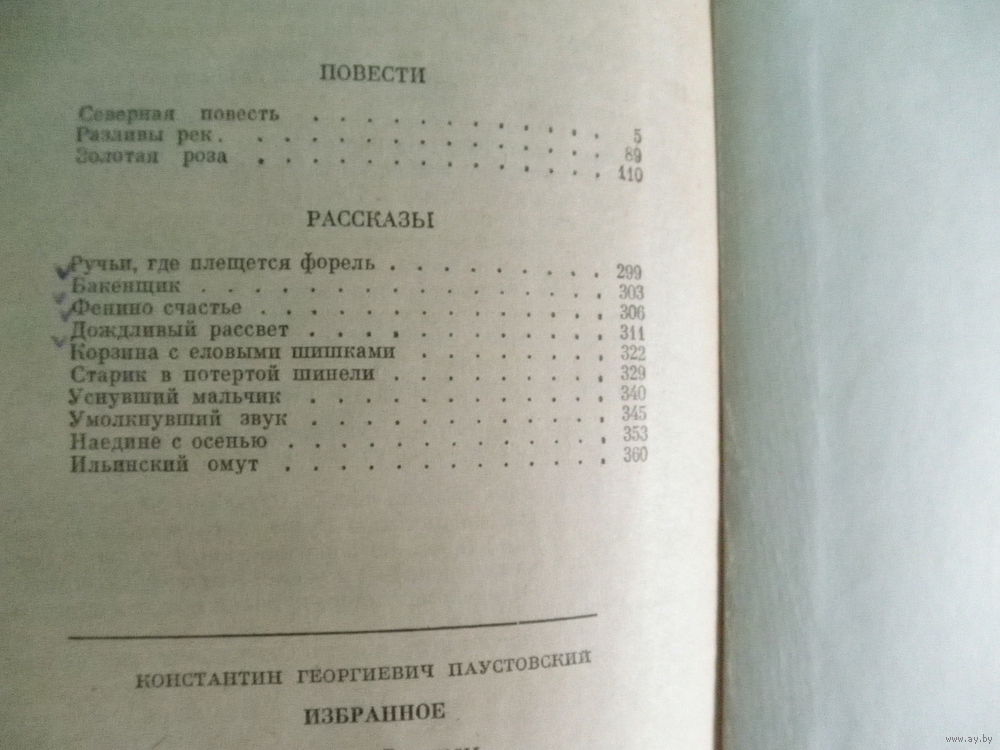 ПОВЕСТИ
Северная повесть . . . . . . . . . . . 5
Разливы рек . . . . . . . . . . . . . . 89
Золотая роза . . . . . . . . . . . . . 110
РАССКАЗЫ
Ручьи, где плещется форель . . . . . . . . 299
Бакенщик . . . . . . . . . . . . . . . 303
Фенино счастье . . . . . . . . . . . . . 306
Дождливый рассвет . . . . . . . . . . . 311
Корзина с еловыми шишками . . . . . . . 322
Старик в потертой шинели . . . . . . . . 329
Уснувший мальчик . . . . . . . . . . . 340
Умолкнувший звук . . . . . . . . . . . 345
Наедине с осенью . . . . . . . . . . . . 353
Ильинский омут . . . . . . . . . . . . 360
КОНСТАНТИН ГЕОРГИЕВИЧ ПАУСТОВСКИЙ
ИЗБРАННОЕ
www.ay.by